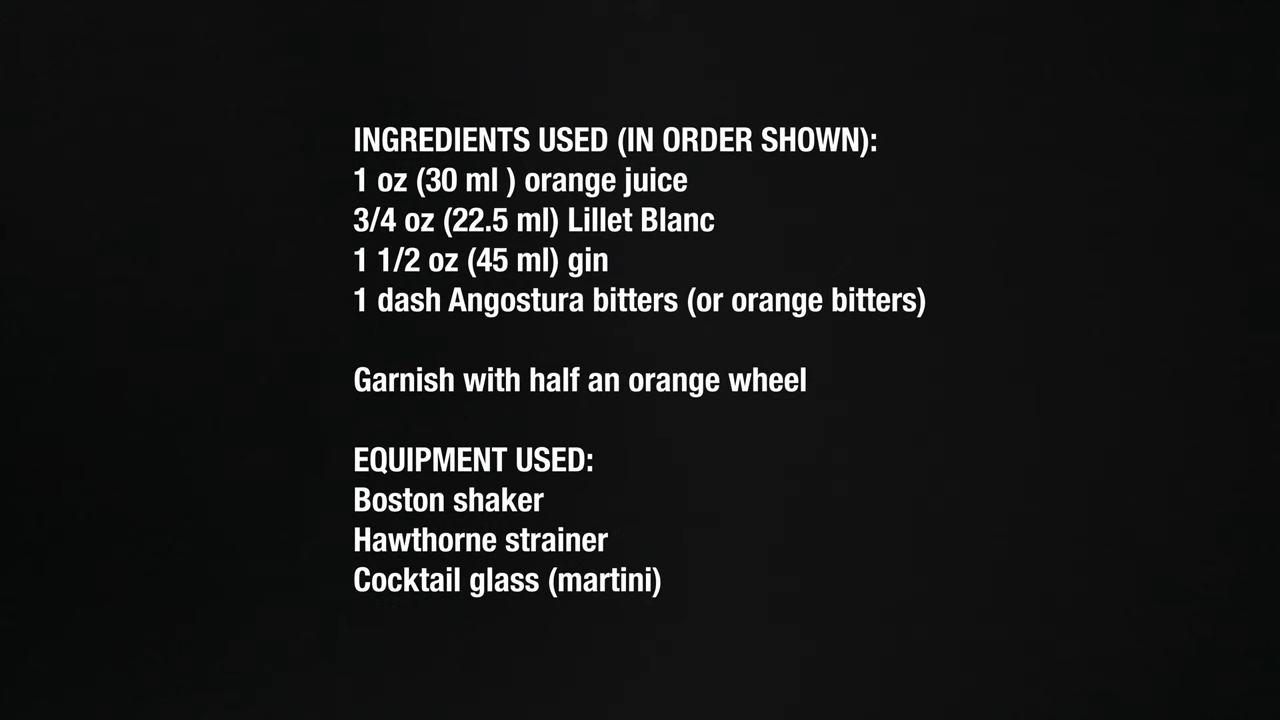 INGREDIENTS USED (IN ORDER SHOWN):
1 oz (30 ml ) orange juice
3/4 oz (22.5 ml) Lillet Blanc
1 1/2 oz (45 ml) gin
1 dash Angostura bitters (or orange bitters)
Garnish with half an orange wheel
EQUIPMENT USED:
Boston shaker
Hawthorne strainer
Cocktail glass (martini)